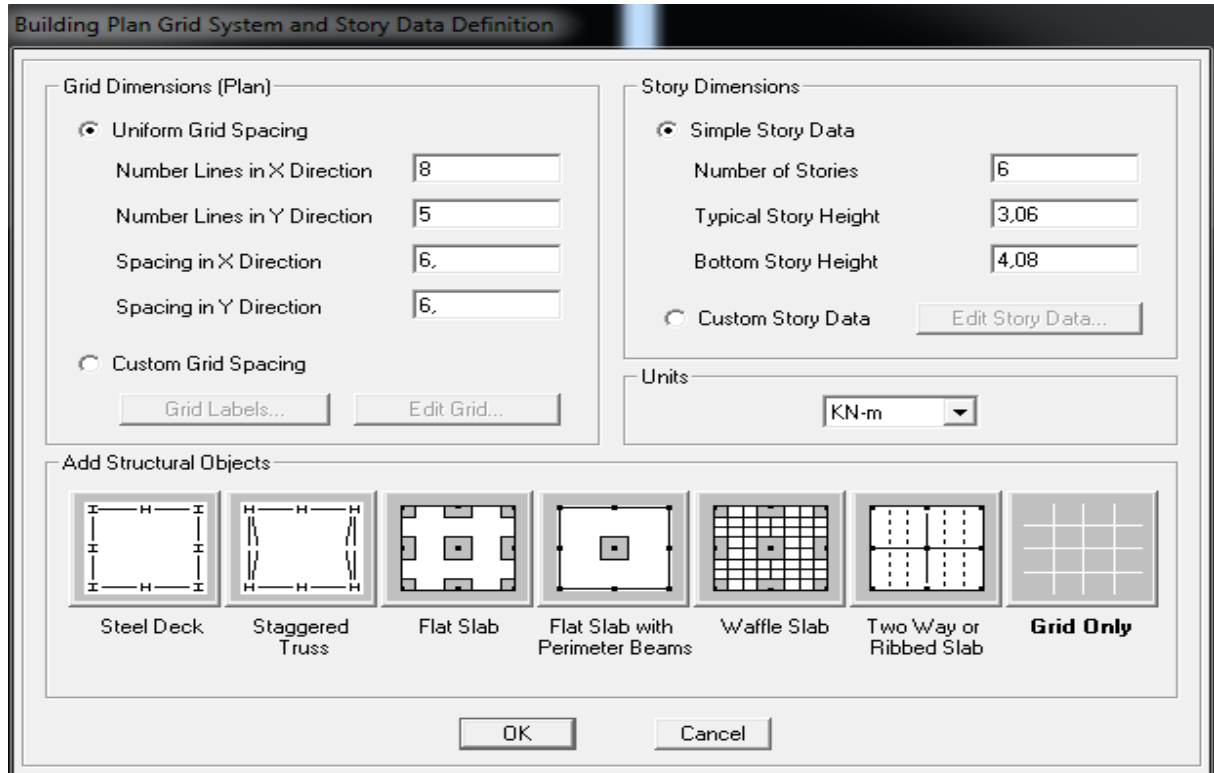 Building Plan Grid System and Story Data Definition
Grid Dimensions (Plan)
Uniform Grid Spacing
Number Lines in X Direction 8
Number Lines in Y Direction 5
Spacing in X Direction 6,
Spacing in Y Direction 6,
Custom Grid Spacing
Grid Labels... Edit Grid...
Story Dimensions
Simple Story Data
Number of Stories 6
Typical Story Height 3,06
Bottom Story Height 4,08
Custom Story Data Edit Story Data...
Units
KN-m
Add Structural Objects
Steel Deck
Staggered
Truss
Flat Slab
Flat Slab with
Perimeter Beams
Waffle Slab
Two Way or
Ribbed Slab
Grid Only
OK Cancel